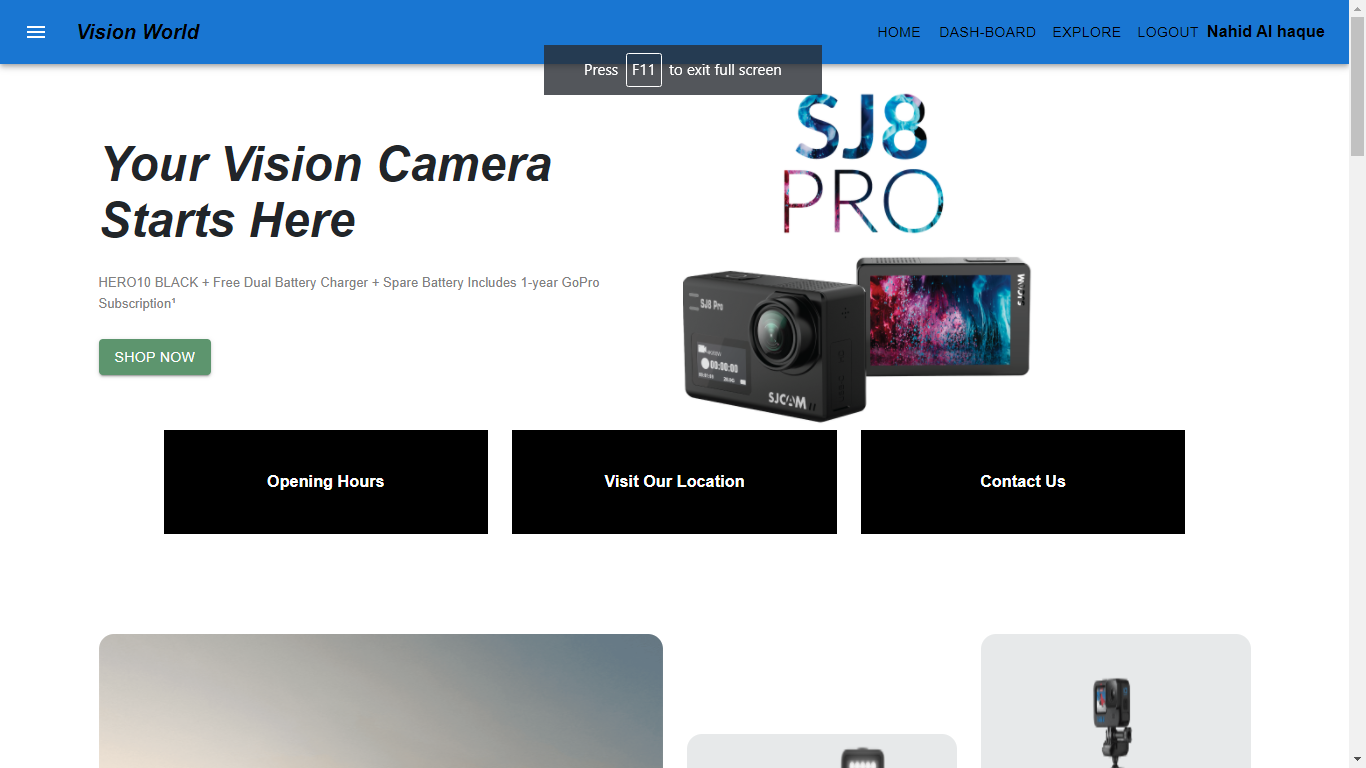 Vision World
HOME DASH-BOARD EXPLORE LOGOUT Nahid Al haque
Press F11 to exit full screen
SJ8
PRO
Your Vision Camera
Starts Here
HERO10 BLACK + Free Dual Battery Charger + Spare Battery Includes 1-year GoPro
Subscription¹
SHOP NOW
SJ8 Pro
00:00:00
SJCAM
Opening Hours
Visit Our Location
Contact Us